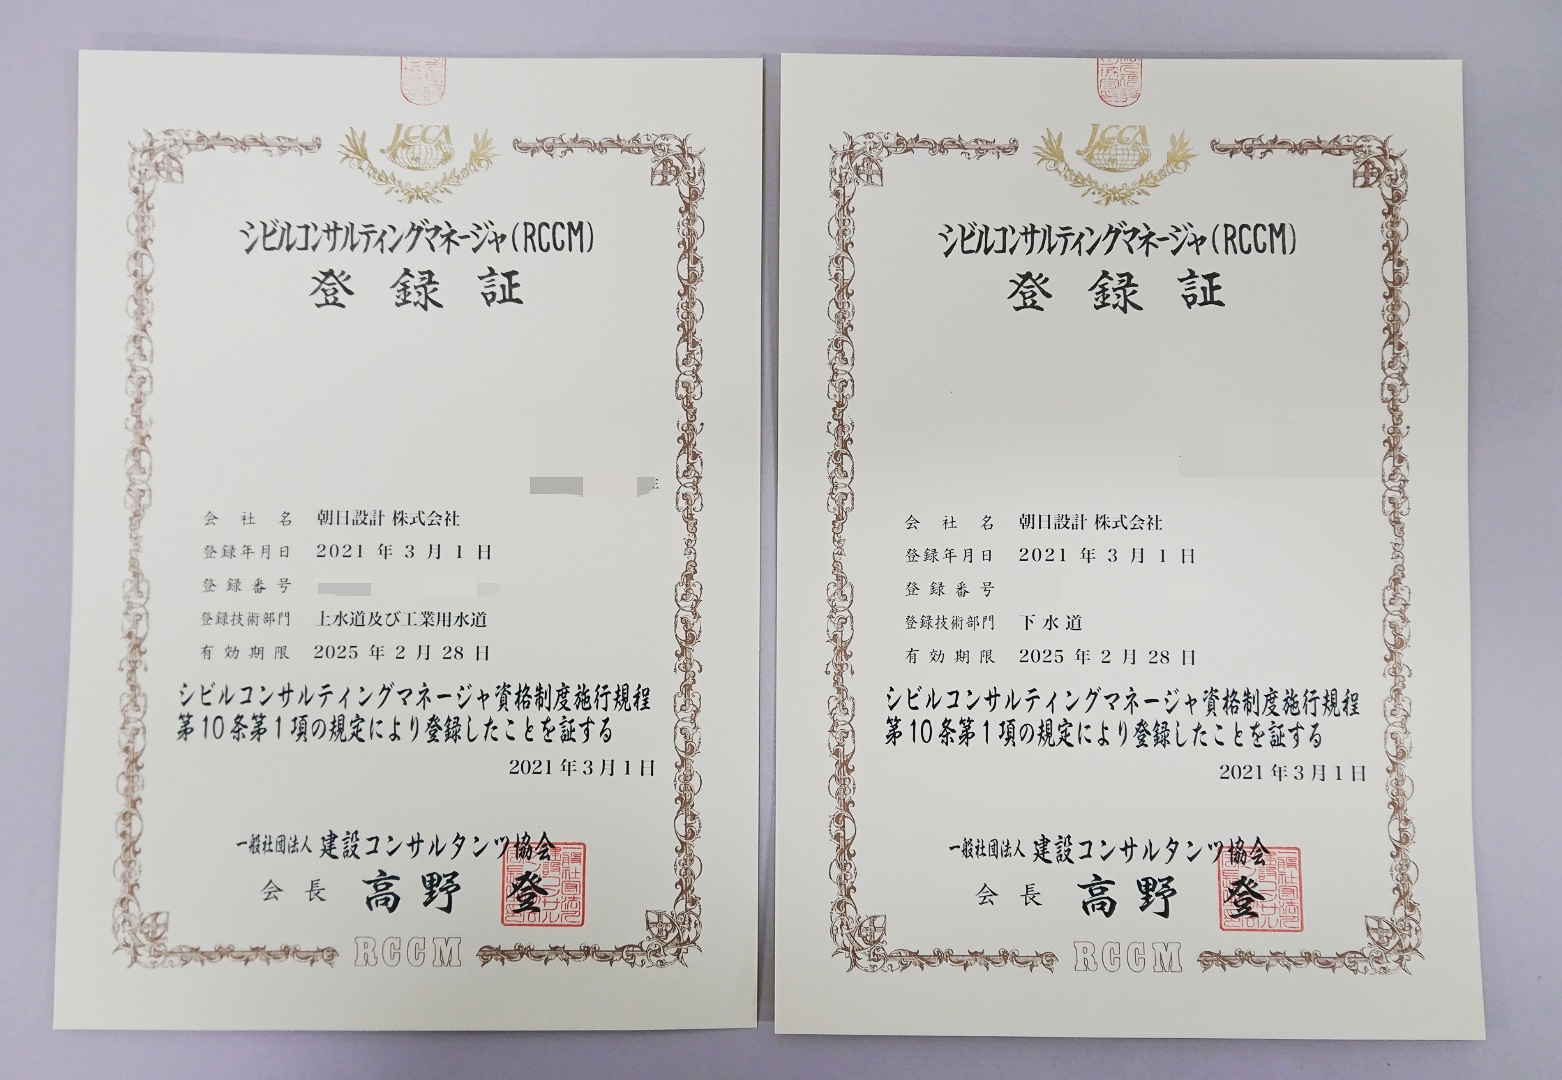 JCCA
シビルコンサルティングマネージャ(RCCM)
登録証
会社名 朝日設計 株式会社
登録年月日 2021年3月1日
登録番号
登録技術部門 上水道及び工業用水道
有効期限 2025年2月28日
シビルコンサルティングマネージャ資格制度施行規程
第10条第1項の規定により登録したことを証する
2021年3月1日
一般社団法人 建設コンサルタンツ協会
会長 高野 登
RCCM
JCCA
シビルコンサルティングマネージャ(RCCM)
登録証
会社名 朝日設計 株式会社
登録年月日 2021年3月1日
登録番号
登録技術部門 下水道
有効期限 2025年2月28日
シビルコンサルティングマネージャ資格制度施行規程
第10条第1項の規定により登録したことを証する
2021年3月1日
一般社団法人 建設コンサルタンツ協会
会長 高野 登
RCCM